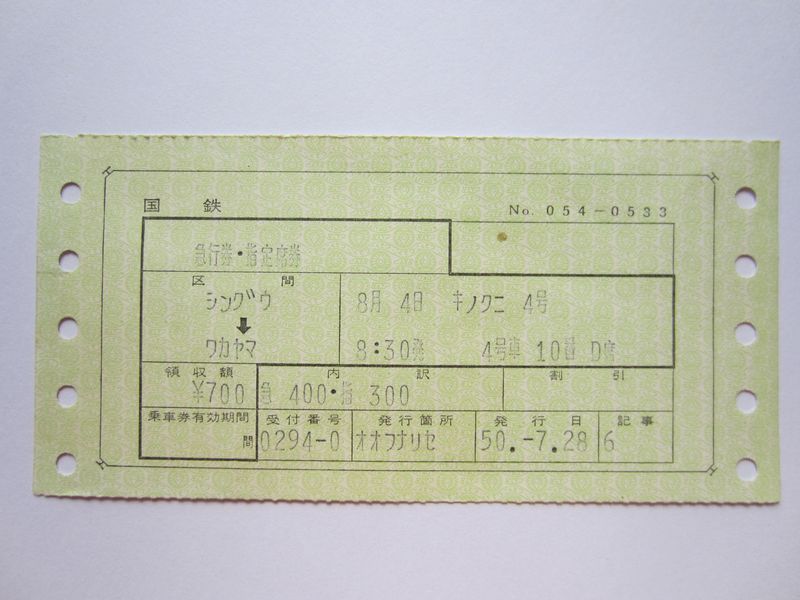 国 鉄
No. 054-0533
急行券・指定席券
区 間
シングウ
8月 4日 キノクニ 4号
⬇
ワカヤマ
8:30発 4号車 10番 D席
領収額 内 訳 割 引
¥700 急 400・指 300
乗車券有効期間 受付番号 発行箇所 発行日 記事
間 0294-0 オオフナリセ 50.-7.28 6